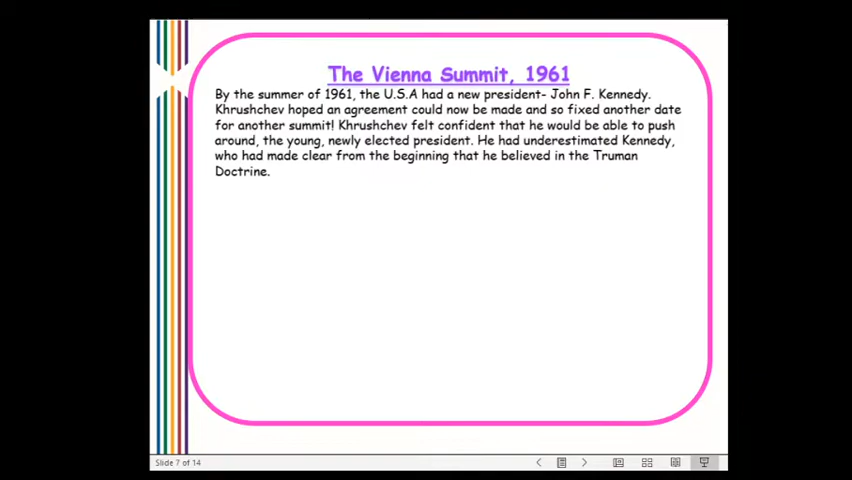 The Vienna Summit, 1961
By the summer of 1961, the U.S.A had a new president- John F. Kennedy.
Khrushchev hoped an agreement could now be made and so fixed another date
for another summit! Khrushchev felt confident that he would be able to push
around, the young, newly elected president. He had underestimated Kennedy,
who had made clear from the beginning that he believed in the Truman
Doctrine.
Slide 7 of 14